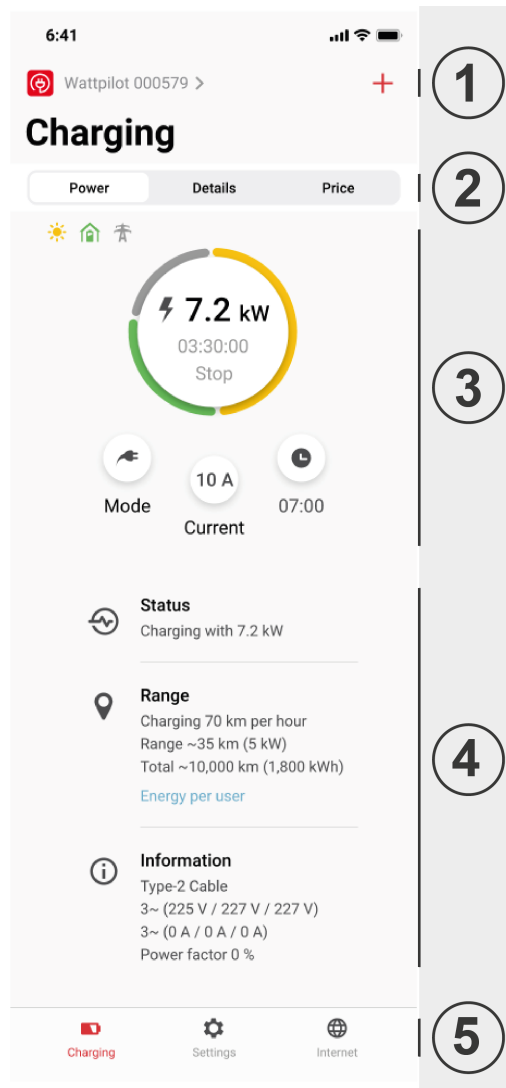 6:41
Wattpilot 000579 >
1
Charging
Power Details Price
2
7.2 kW
03:30:00
Stop
3
10 A
Mode
07:00
Current
Status
Charging with 7.2 kW
Range
Charging 70 km per hour
Range ~35 km (5 kW)
4
Total ~10,000 km (1,800 kWh)
Energy per user
Information
Type-2 Cable
3~ (225 V / 227 V / 227 V)
3~ (0 A / 0 A / 0 A)
Power factor 0 %
5
Charging Settings Internet